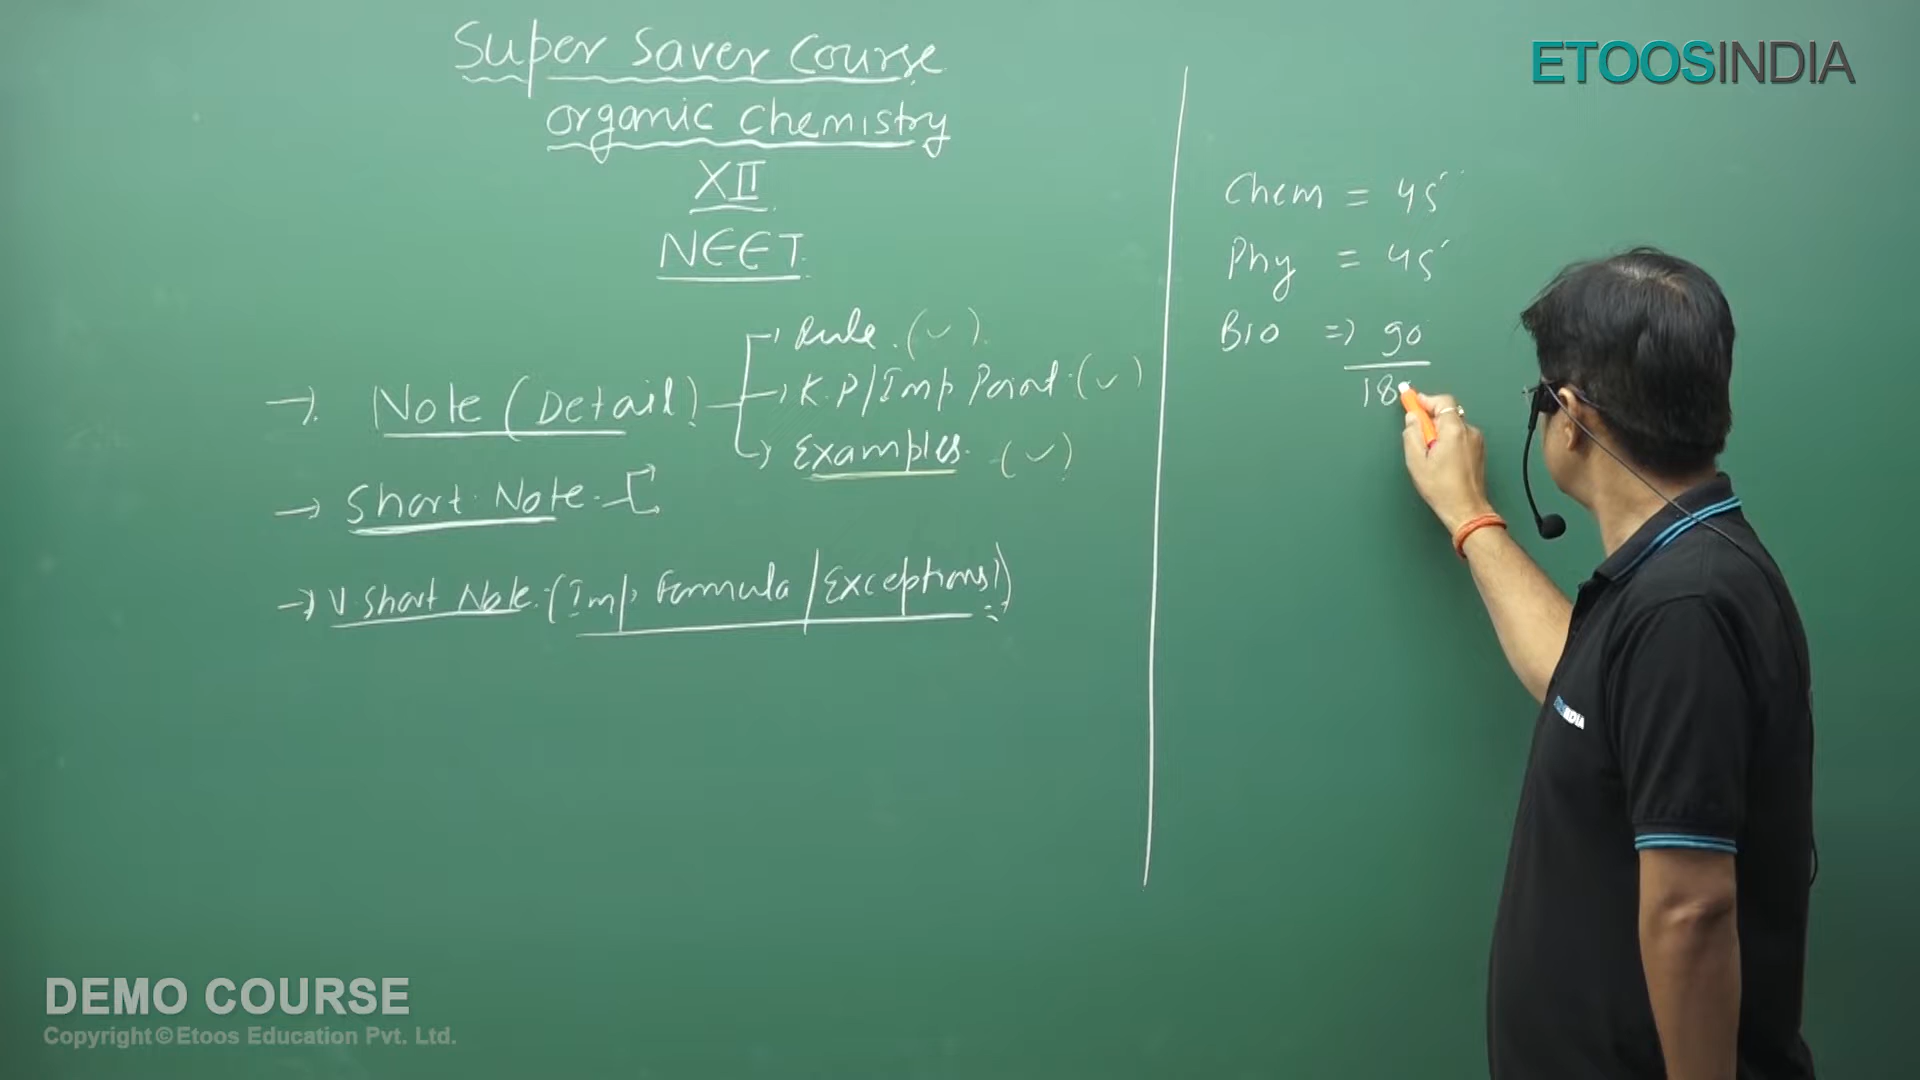 Super Saver Course
Organic Chemistry
XII
NEET
→ Note (Detail)
→ Rule. (✓)
→ K.P/Imp Point. (✓)
→ Examples. (✓)
→ Short Note.
→ V. Short Note. (Imp Formula / Exceptions)
ETOOSINDIA
Chem = 45
Phy = 45
BIO => 90
18
ETOOSINDIA
DEMO COURSE
Copyright © Etoos Education Pvt. Ltd.